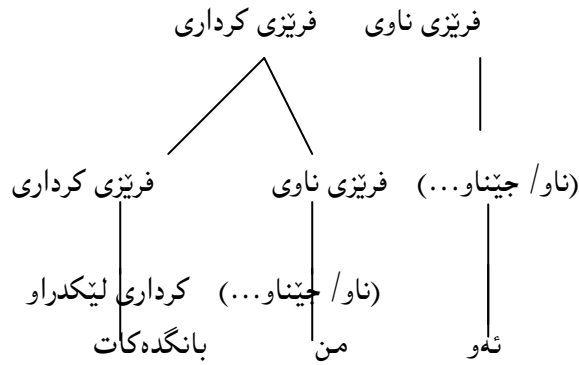 فرێزی ناوی فرێزی کرداری
(ناو/ جێناو...) فرێزی ناوی فرێزی کرداری
(ناو/ جێناو...) کرداری لێکدراو
ئەو من بانگدەکات